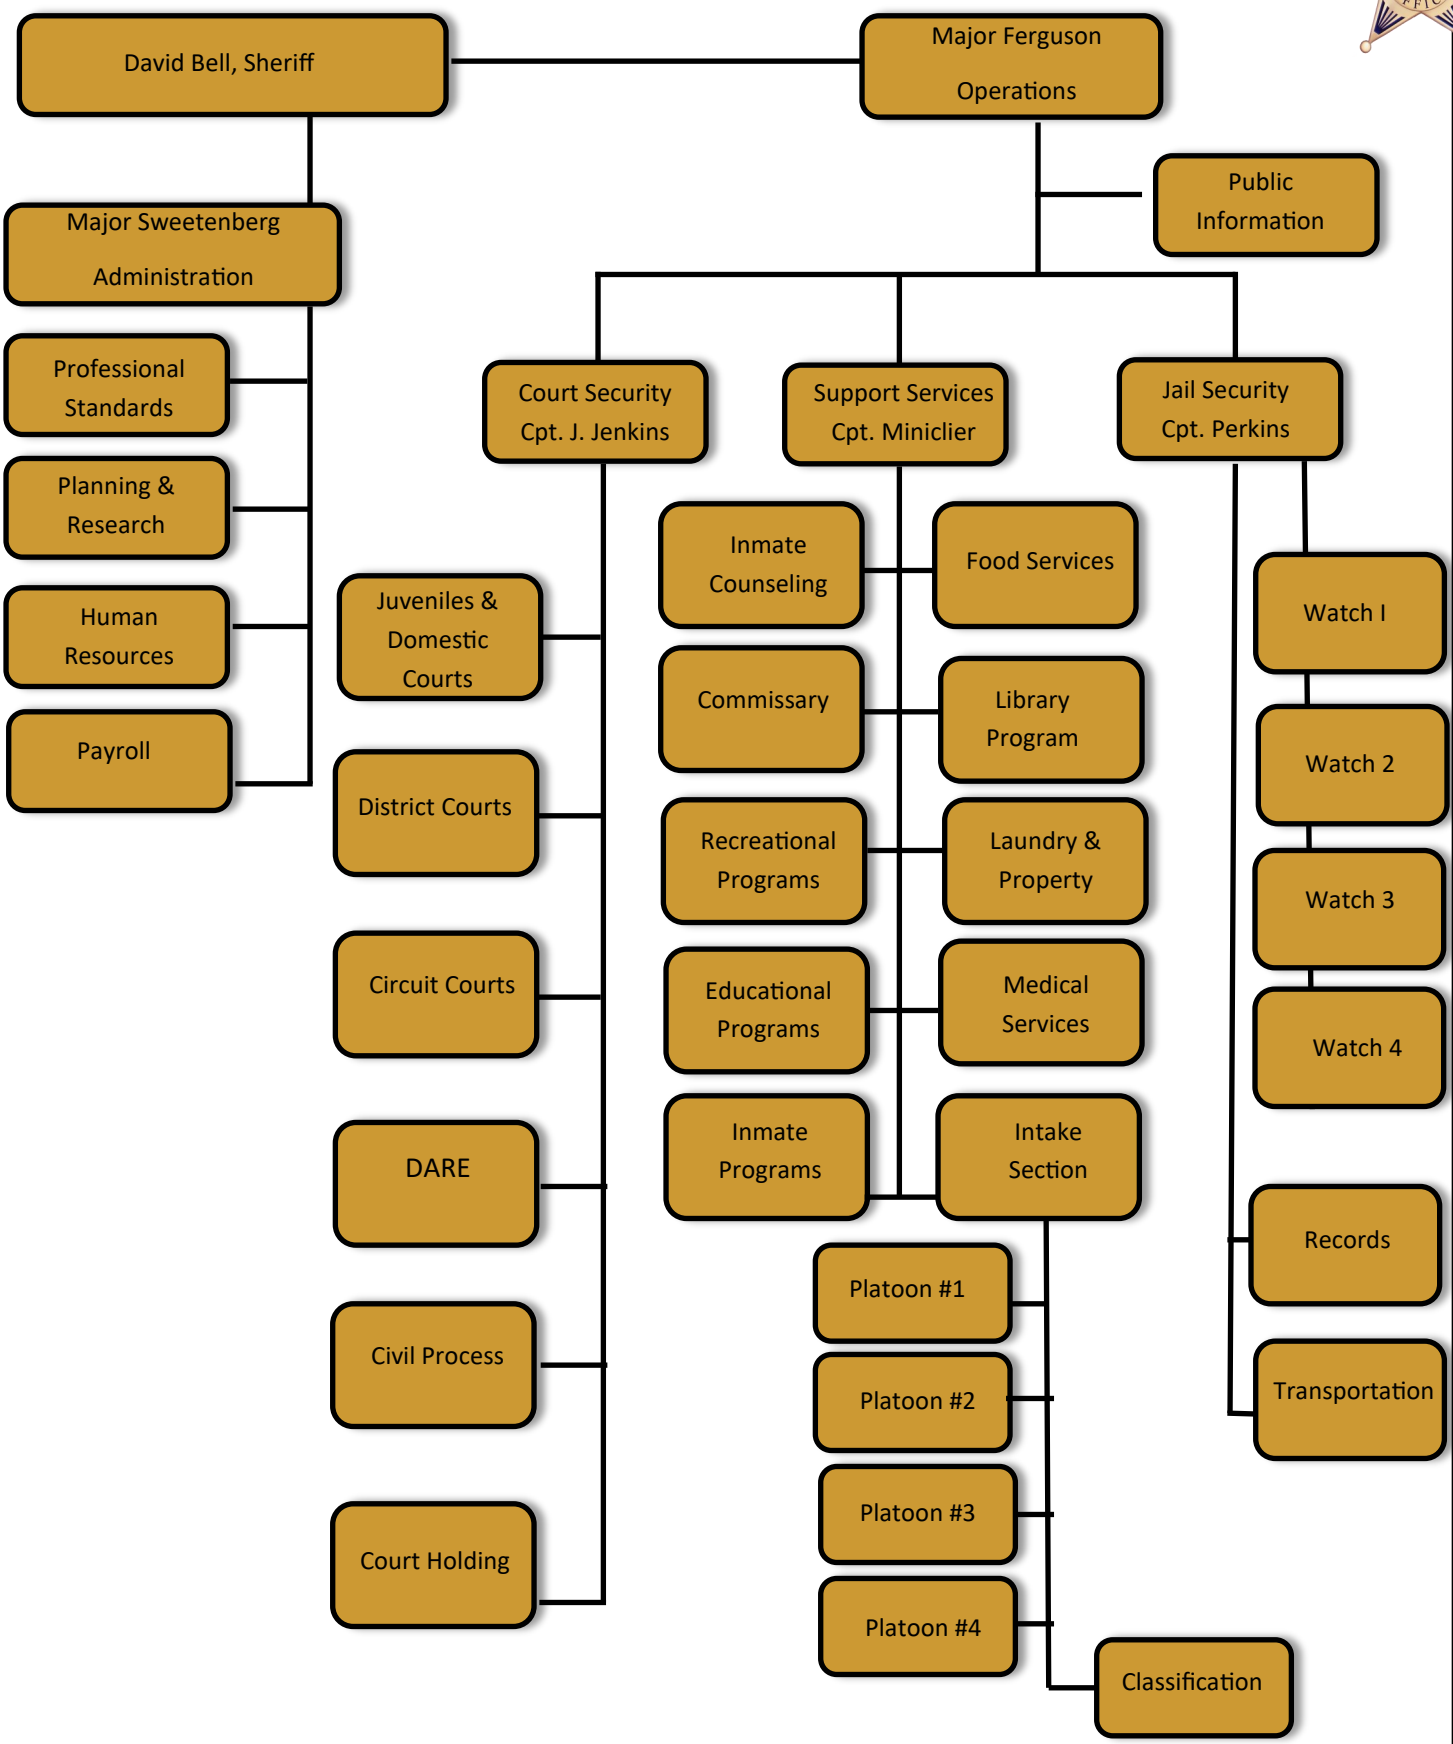 David Bell, Sheriff
Major Ferguson
Operations
Public
Information
Major Sweetenberg
Administration
Professional
Standards
Planning &
Research
Human
Resources
Payroll
Court Security
Cpt. J. Jenkins
Juveniles &
Domestic
Courts
District Courts
Circuit Courts
DARE
Civil Process
Court Holding
Support Services
Cpt. Miniclier
Inmate
Counseling
Food Services
Commissary
Library
Program
Recreational
Programs
Laundry &
Property
Educational
Programs
Medical
Services
Inmate
Programs
Intake
Section
Platoon #1
Platoon #2
Platoon #3
Platoon #4
Classification
Jail Security
Cpt. Perkins
Watch I
Watch 2
Watch 3
Watch 4
Records
Transportation